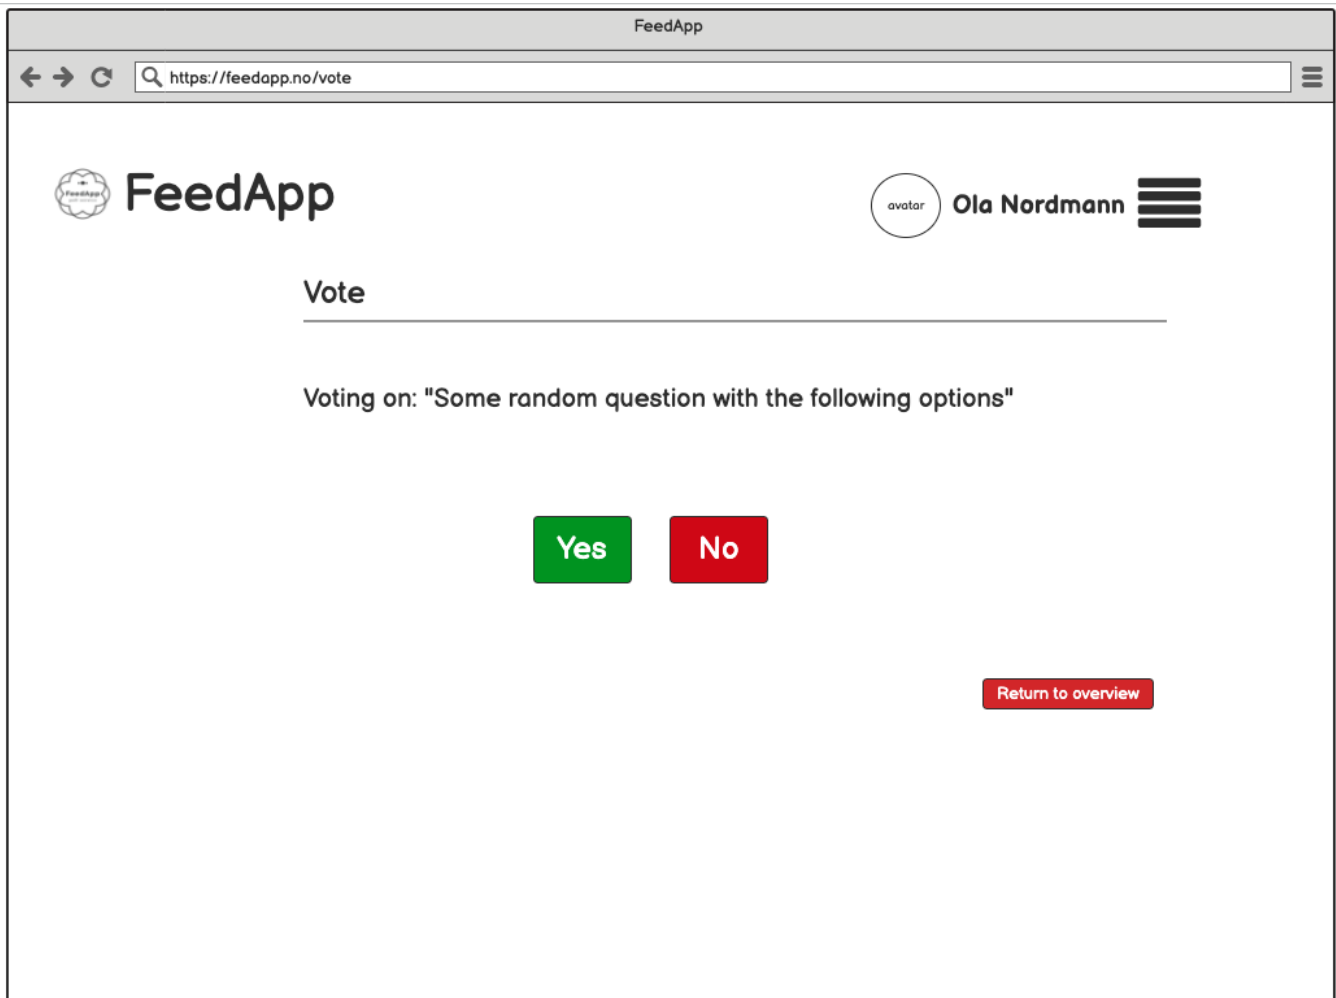 FeedApp
https://feedapp.no/vote
FeedApp
FeedApp
avatar
Ola Nordmann
Vote
Voting on: "Some random question with the following options"
Yes
No
Return to overview